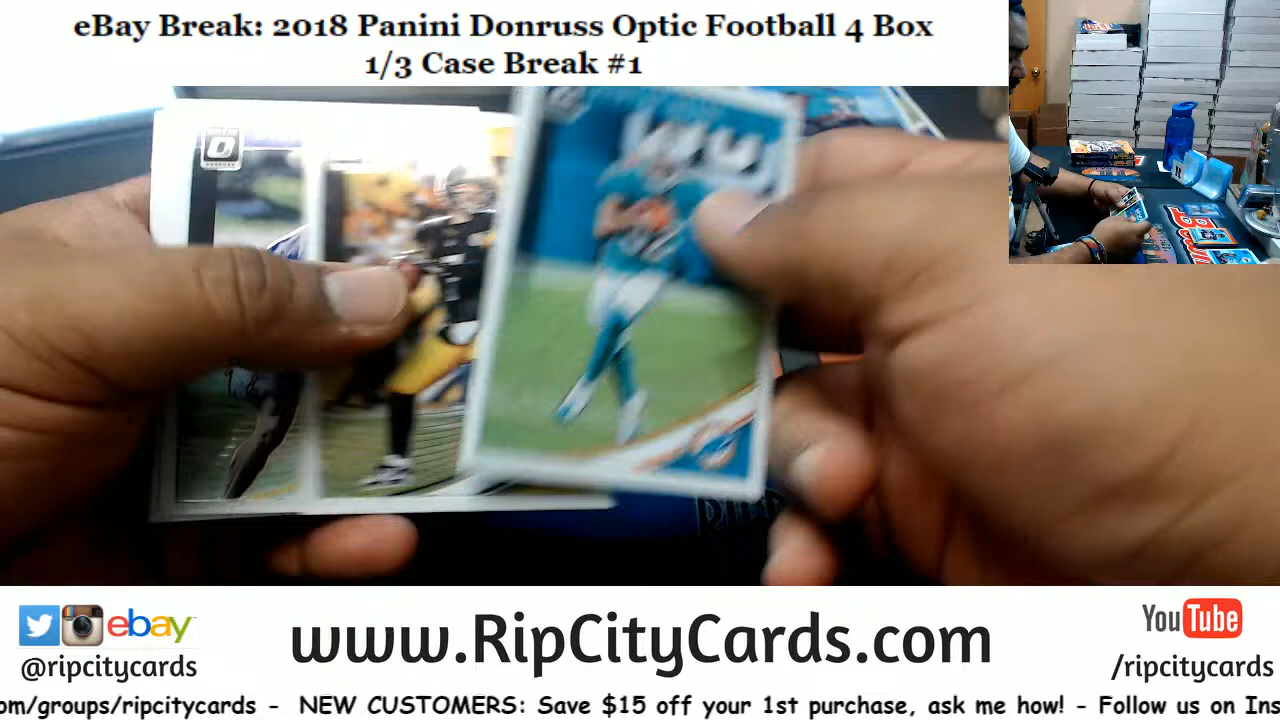 eBay Break: 2018 Panini Donruss Optic Football 4 Box
1/3 Case Break #1
ebay
@ripcitycards
www.RipCityCards.com
YouTube
/ripcitycards
om/groups/ripcitycards - NEW CUSTOMERS: Save $15 off your 1st purchase, ask me how! - Follow us on Ins